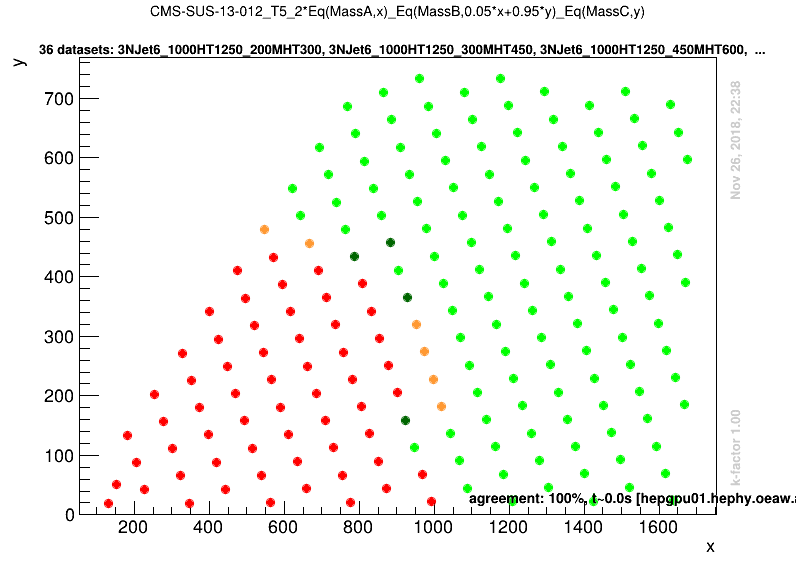 CMS-SUS-13-012_T5_2*Eq(MassA,x)_Eq(MassB,0.05*x+0.95*y)_Eq(MassC,y)
36 datasets: 3NJet6_1000HT1250_200MHT300, 3NJet6_1000HT1250_300MHT450, 3NJet6_1000HT1250_450MHT600, ...
y
700
600
500
400
300
200
100
0
200 400 600 800 1000 1200 1400 1600
x
agreement: 100%, t~0.0s [hepgpu01.hephy.oeaw.a
Nov 26, 2018, 22:38
k-factor 1.00